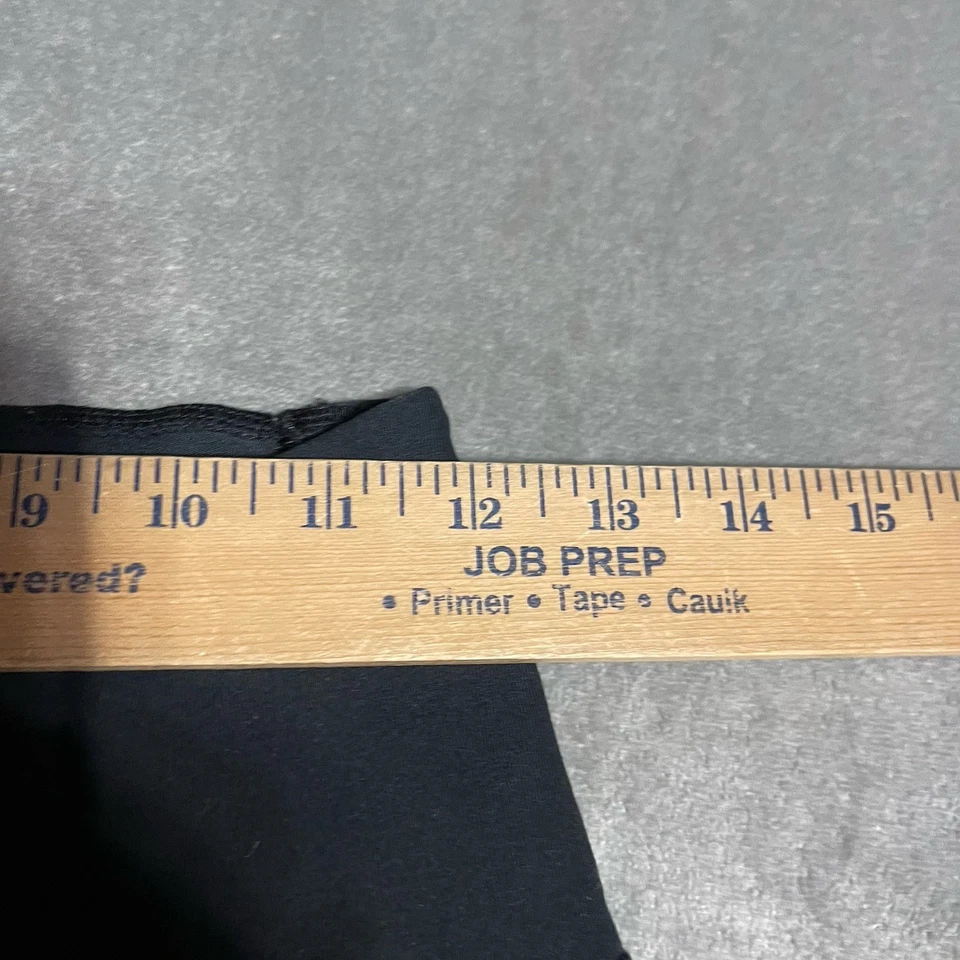 9 10 11 12 13 14 15
JOB PREP
vered?
• Primer • Tape • Caulk